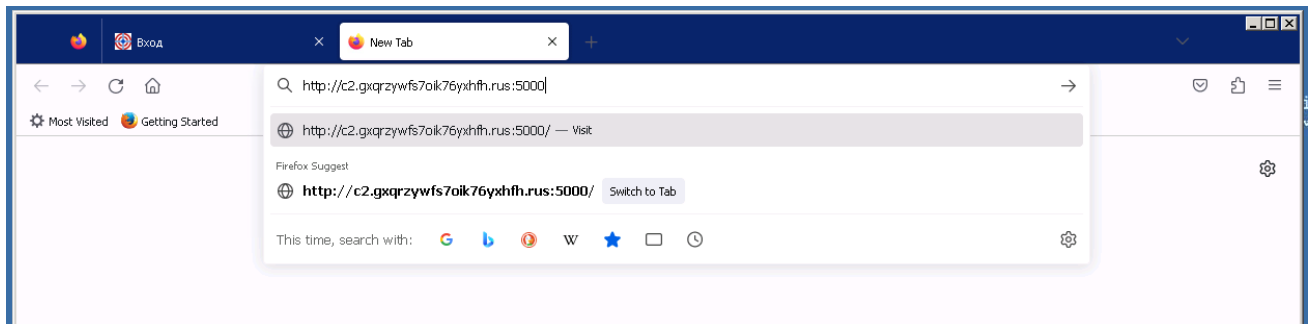 Вход
New Tab
http://c2.gxqrzywfs7oik76yxhfh.rus:5000
Most Visited
Getting Started
http://c2.gxqrzywfs7oik76yxhfh.rus:5000/ — Visit
Firefox Suggest
http://c2.gxqrzywfs7oik76yxhfh.rus:5000/ Switch to Tab
This time, search with: